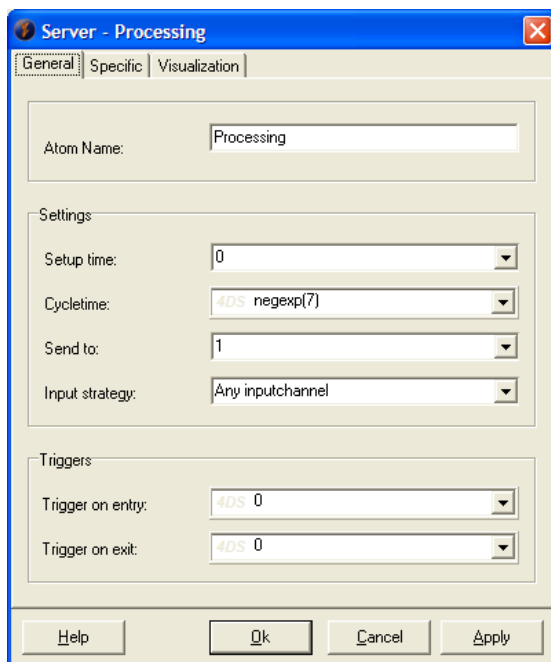 Server - Processing
General Specific Visualization
Atom Name: Processing
Settings
Setup time: 0
Cycletime: 4DS negexp(7)
Send to: 1
Input strategy: Any inputchannel
Triggers
Trigger on entry: 4DS 0
Trigger on exit: 4DS 0
Help Ok Cancel Apply